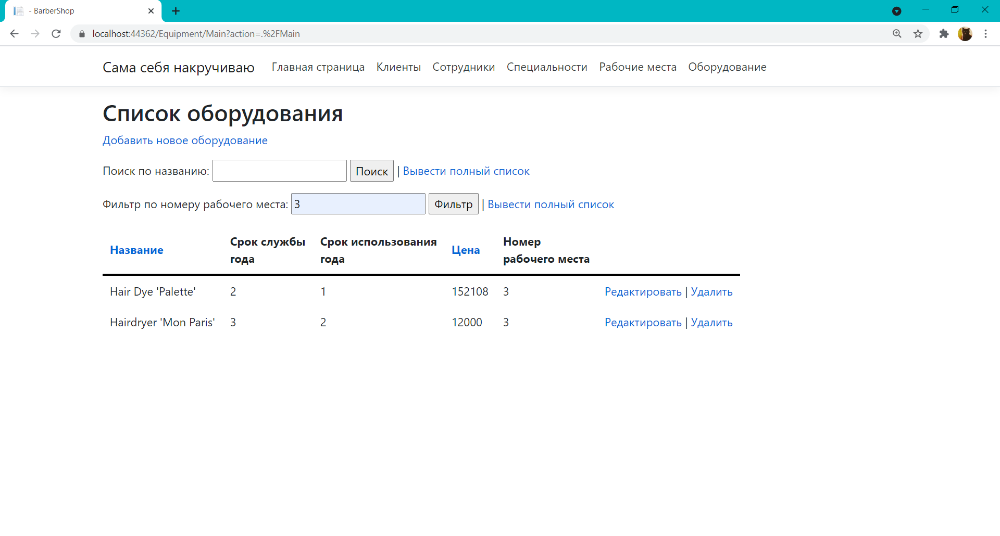 - BarberShop
localhost:44362/Equipment/Main?action=.%2FMain
Сама себя накручиваю Главная страница Клиенты Сотрудники Специальности Рабочие места Оборудование
Список оборудования
Добавить новое оборудование
Поиск по названию: Поиск | Вывести полный список
Фильтр по номеру рабочего места: 3 Фильтр | Вывести полный список
Название Срок службы года Срок использования года Цена Номер рабочего места
Hair Dye 'Palette' 2 1 152108 3 Редактировать | Удалить
Hairdryer 'Mon Paris' 3 2 12000 3 Редактировать | Удалить